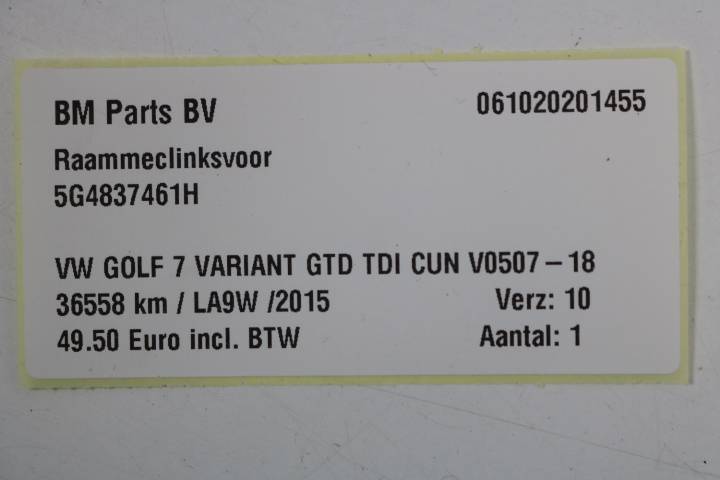 BM Parts BV 061020201455
Raammeclinksvoor
5G4837461H
VW GOLF 7 VARIANT GTD TDI CUN V0507-18
36558 km / LA9W /2015 Verz: 10
49.50 Euro incl. BTW Aantal: 1